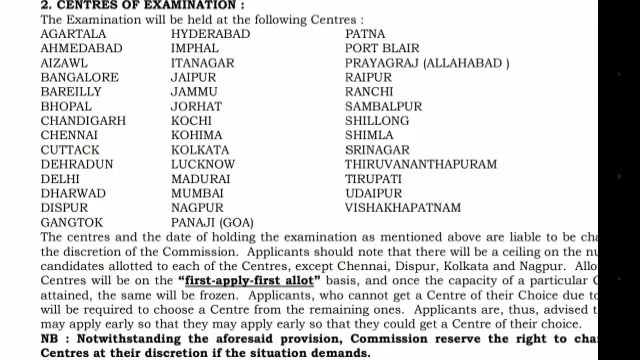 2. CENTRES OF EXAMINATION :
The Examination will be held at the following Centres :
AGARTALA HYDERABAD PATNA
AHMEDABAD IMPHAL PORT BLAIR
AIZAWL ITANAGAR PRAYAGRAJ (ALLAHABAD )
BANGALORE JAIPUR RAIPUR
BAREILLY JAMMU RANCHI
BHOPAL JORHAT SAMBALPUR
CHANDIGARH KOCHI SHILLONG
CHENNAI KOHIMA SHIMLA
CUTTACK KOLKATA SRINAGAR
DEHRADUN LUCKNOW THIRUVANANTHAPURAM
DELHI MADURAI TIRUPATI
DHARWAD MUMBAI UDAIPUR
DISPUR NAGPUR VISHAKHAPATNAM
GANGTOK PANAJI (GOA)
The centres and the date of holding the examination as mentioned above are liable to be cha
the discretion of the Commission. Applicants should note that there will be a ceiling on the nu
candidates allotted to each of the Centres, except Chennai, Dispur, Kolkata and Nagpur. Allo
Centres will be on the “first-apply-first allot” basis, and once the capacity of a particular C
attained, the same will be frozen. Applicants, who cannot get a Centre of their Choice due to
will be required to choose a Centre from the remaining ones. Applicants are, thus, advised t
may apply early so that they may apply early so that they could get a Centre of their choice.
NB : Notwithstanding the aforesaid provision, Commission reserve the right to cha
Centres at their discretion if the situation demands.